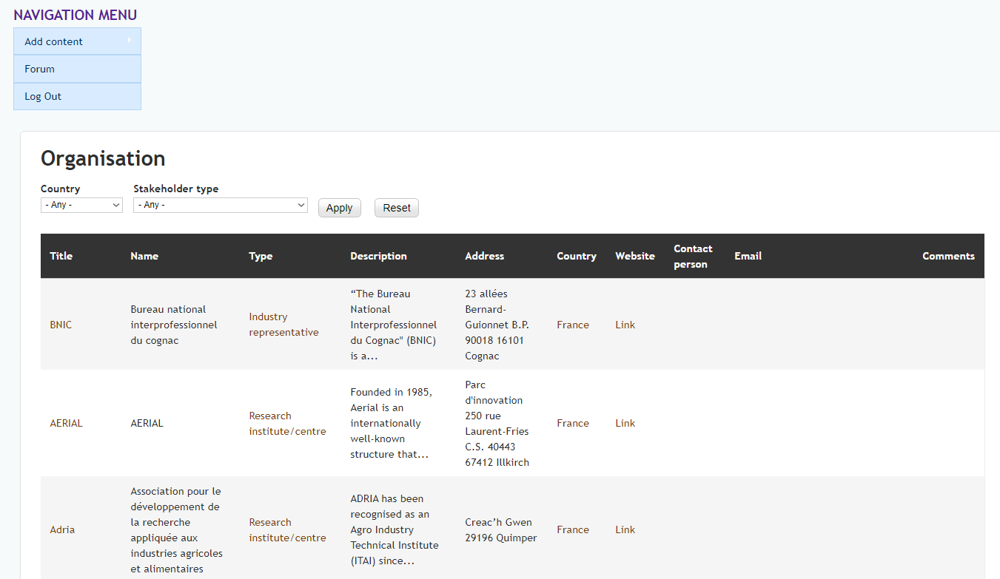 NAVIGATION MENU
Add content
Forum
Log Out
Organisation
Country
Stakeholder type
- Any -
- Any -
Apply
Reset
Title
Name
Type
Description
Address
Country
Website
Contact
person
Email
Comments
BNIC
Bureau national
interprofessionnel
du cognac
Industry
representative
“The Bureau
National
Interprofessionnel
du Cognac" (BNIC)
is a...
23 allées
Bernard-
Guionnet B.P.
90018 16101
Cognac
France
Link
AERIAL
AERIAL
Research
institute/centre
Founded in 1985,
Aerial is an
internationally
well-known
structure that...
Parc
d'innovation
250 rue
Laurent-Fries
C.S. 40443
67412 Illkirch
France
Link
Adria
Association pour le
développement de
la recherche
appliquée aux
industries agricoles
et alimentaires
Research
institute/centre
ADRIA has been
recognised as an
Agro Industry
Technical Institute
(ITAI) since...
Creac’h Gwen
29196 Quimper
France
Link